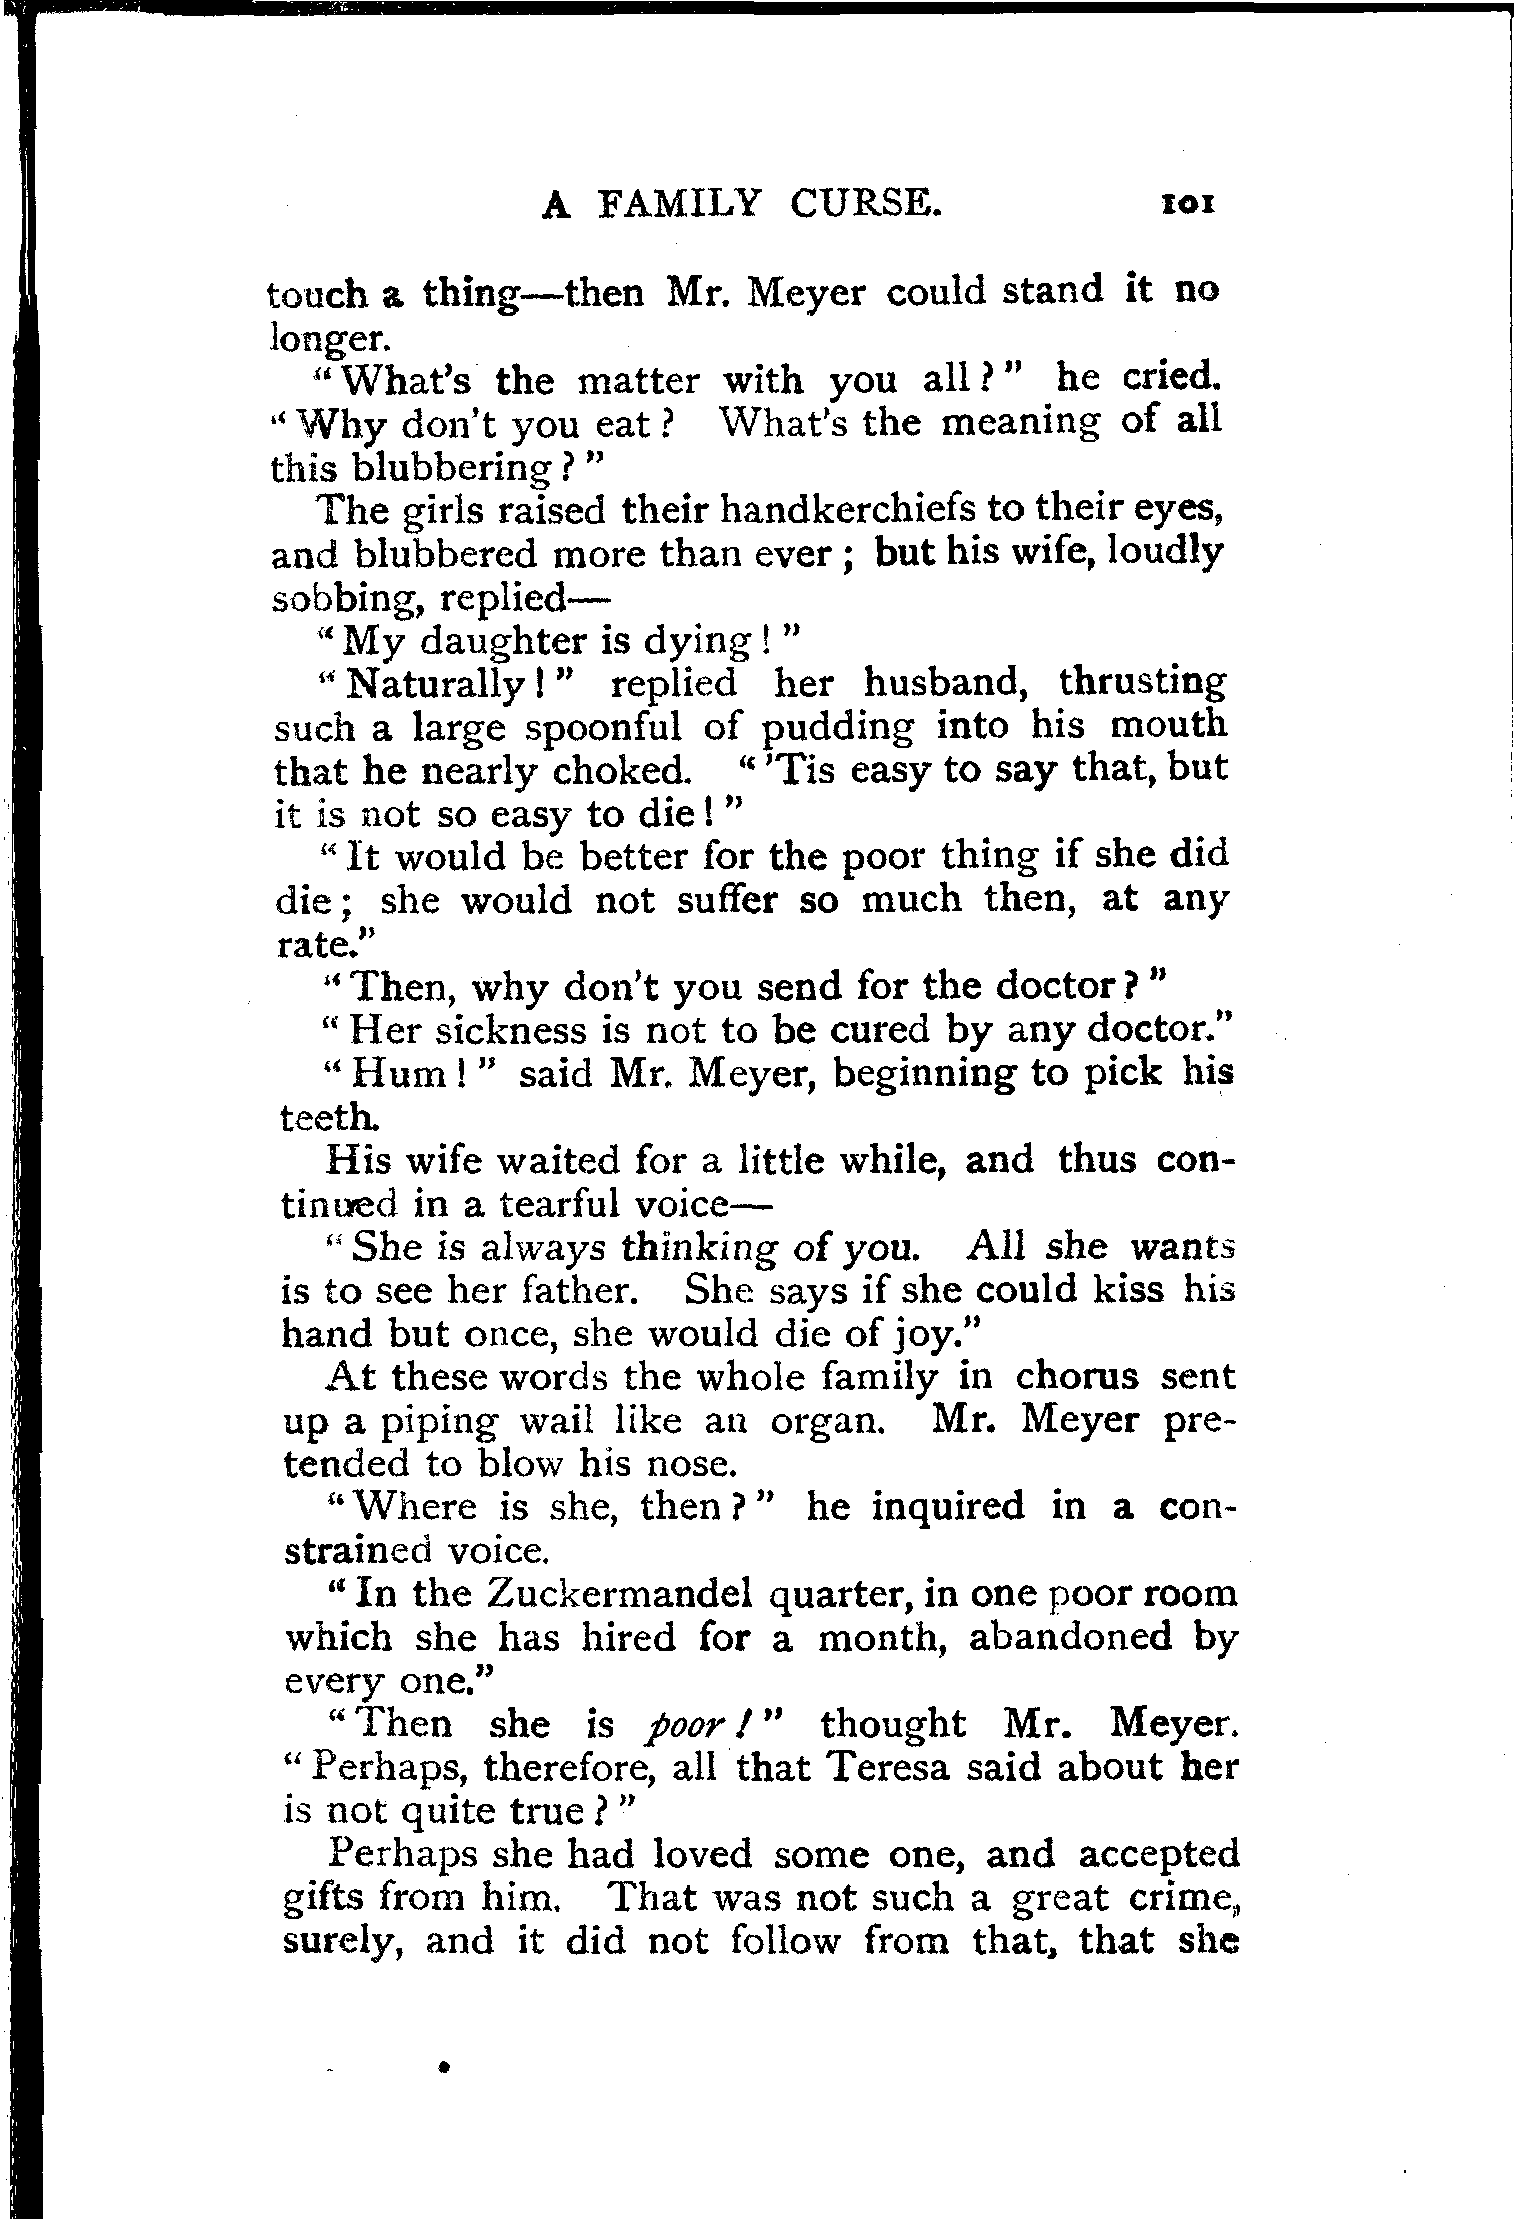 A FAMILY CURSE. 101
touch a thing—then Mr. Meyer could stand it no
longer.
"What's the matter with you all?" he cried.
"Why don't you eat? What's the meaning of all
this blubbering?"
The girls raised their handkerchiefs to their eyes,
and blubbered more than ever; but his wife, loudly
sobbing, replied—
"My daughter is dying!"
"Naturally!" replied her husband, thrusting
such a large spoonful of pudding into his mouth
that he nearly choked. "'Tis easy to say that, but
it is not so easy to die!"
"It would be better for the poor thing if she did
die; she would not suffer so much then, at any
rate."
"Then, why don't you send for the doctor?"
"Her sickness is not to be cured by any doctor."
"Hum!" said Mr. Meyer, beginning to pick his
teeth.
His wife waited for a little while, and thus con-
tinued in a tearful voice—
"She is always thinking of you. All she wants
is to see her father. She says if she could kiss his
hand but once, she would die of joy."
At these words the whole family in chorus sent
up a piping wail like an organ. Mr. Meyer pre-
tended to blow his nose.
"Where is she, then?" he inquired in a con-
strained voice.
"In the Zuckermandel quarter, in one poor room
which she has hired for a month, abandoned by
every one."
"Then she is poor!" thought Mr. Meyer.
"Perhaps, therefore, all that Teresa said about her
is not quite true?"
Perhaps she had loved some one, and accepted
gifts from him. That was not such a great crime,
surely, and it did not follow from that, that she